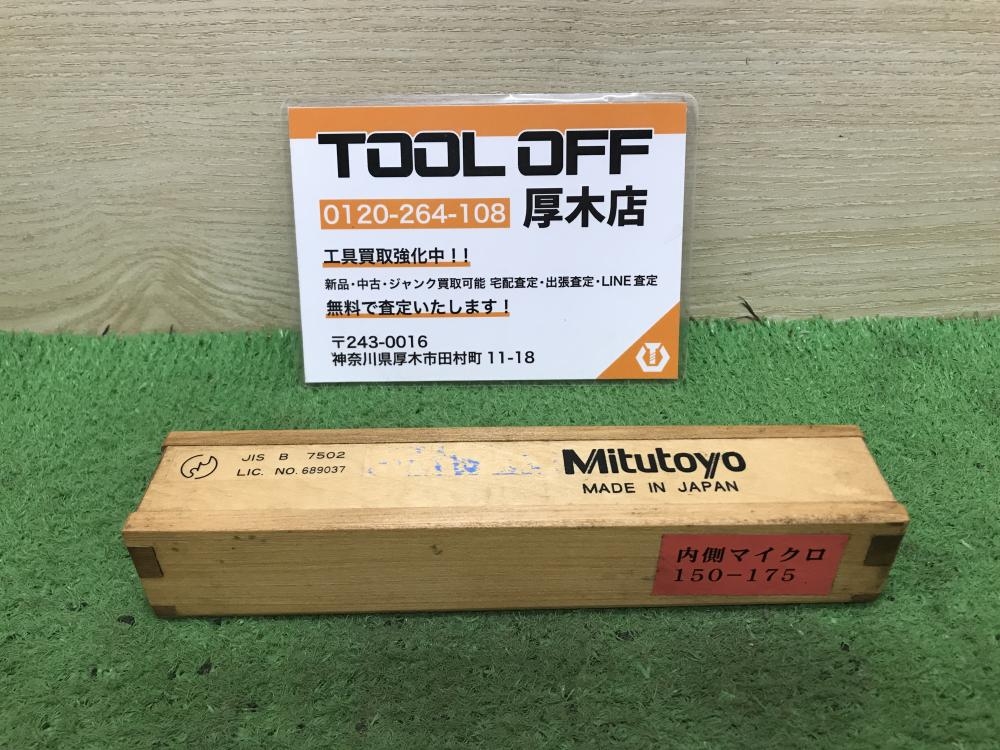 TOOL OFF
0120-264-108 厚木店
工具買取強化中!!
新品・中古・ジャンク買取可能 宅配査定・出張査定・LINE査定
無料で査定いたします!
〒243-0016
神奈川県厚木市田村町 11-18
JIS B 7502
LIC. NO. 689037
Mitutoyo
MADE IN JAPAN
内側マイクロ
150-175